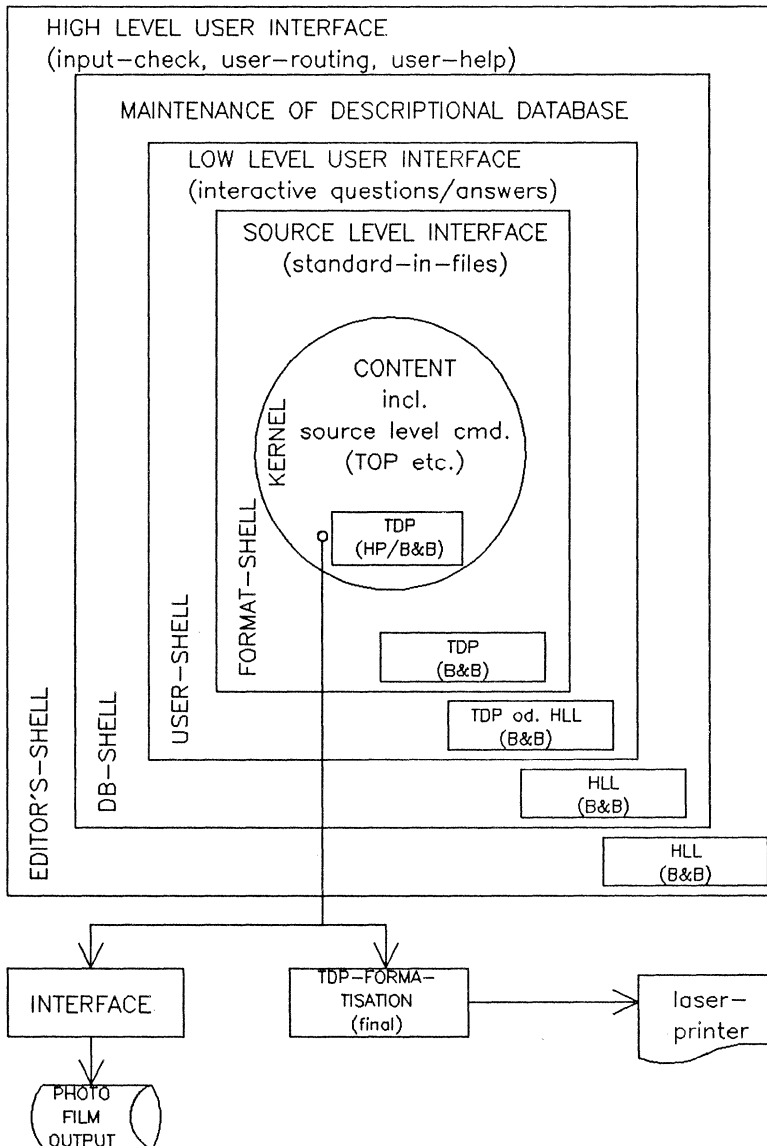 HIGH LEVEL USER INTERFACE
(input-check, user-routing, user-help)
MAINTENANCE OF DESCRIPTIONAL DATABASE
LOW LEVEL USER INTERFACE
(interactive questions/answers)
SOURCE LEVEL INTERFACE
(standard-in-files)
CONTENT
incl.
source level cmd.
(TOP etc.)
KERNEL
TDP
(HP/B&B)
FORMAT-SHELL
TDP
(B&B)
USER-SHELL
TDP od. HLL
(B&B)
DB-SHELL
HLL
(B&B)
EDITOR'S-SHELL
HLL
(B&B)
INTERFACE
TDP-FORMA-
TISATION
(final)
laser-
printer
PHOTO
FILM
OUTPUT